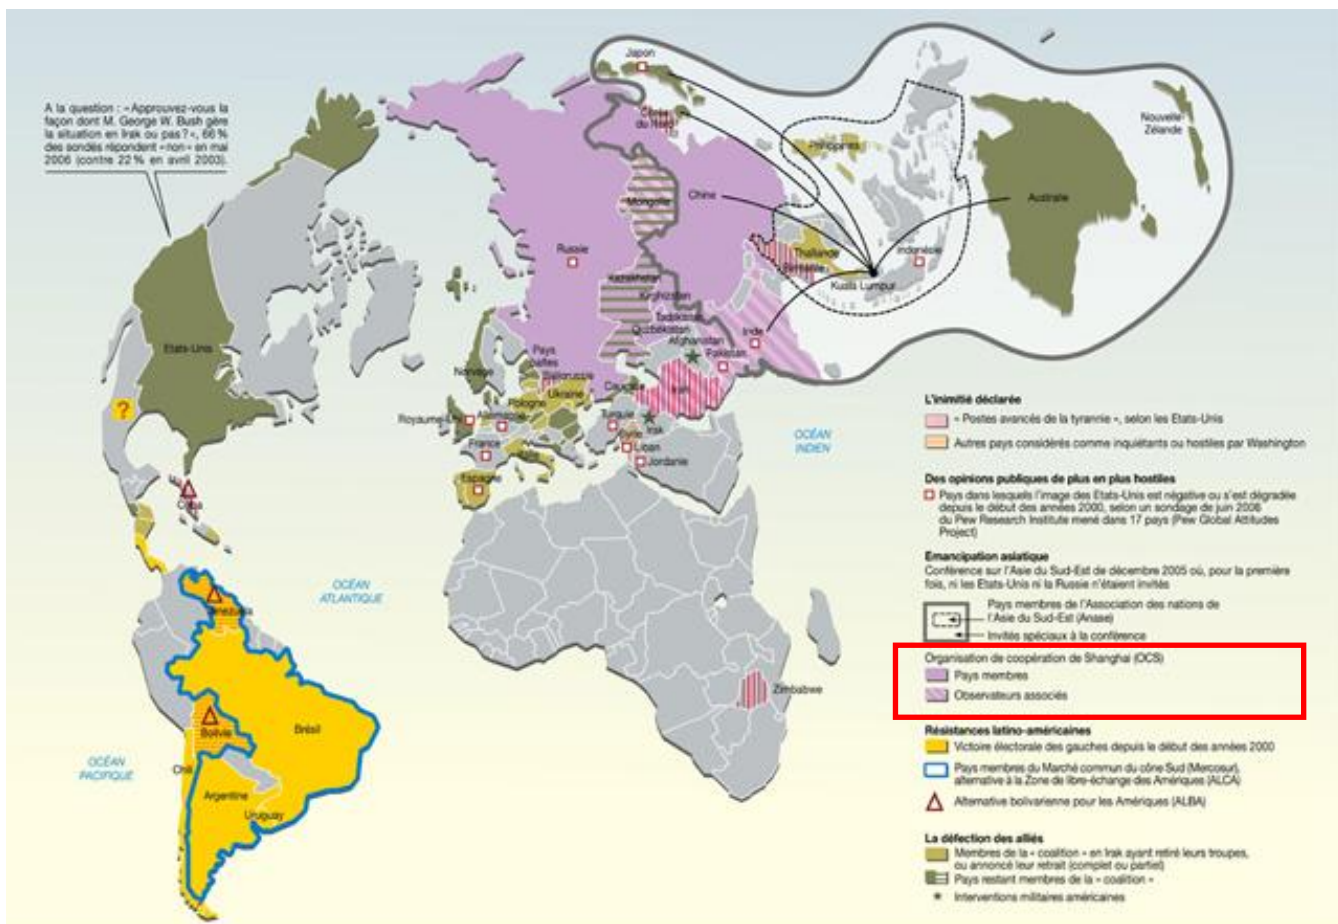 A la question : « Approuvez-vous la
façon dont M. George W. Bush gère
la situation en Irak ou pas ? », 66 %
des sondés répondent « non » en mai
2006 (contre 22 % en avril 2003).
Japon
Corée
du Nord
Nouvelle-
Zélande
Philippines
Mongolie
Chine
Australie
Russie
Thaïlande
Birmanie
Indonésie
Kuala Lumpur
Kazakhstan
Kirghizstan
Tadjikistan
Ouzbékistan
Inde
Afghanistan
Pakistan
Etats-Unis
Norvège
Pays
baltes
Biélorussie
Ukraine
Pologne
Caucase
Iran
Royaume-Uni
Allemagne
Turquie
Irak
France
Syrie
Liban
Jordanie
Italie
Espagne
?
Cuba
OCÉAN
INDIEN
OCÉAN
ATLANTIQUE
Venezuela
Zimbabwe
Bolivie
Brésil
OCÉAN
PACIFIQUE
Chili
Argentine
Uruguay
L'inimitié déclarée
« Postes avancés de la tyrannie », selon les Etats-Unis
Autres pays considérés comme inquiétants ou hostiles par Washington
Des opinions publiques de plus en plus hostiles
Pays dans lesquels l'image des Etats-Unis est négative ou s'est dégradée
depuis le début des années 2000, selon un sondage de juin 2006
du Pew Research Institute mené dans 17 pays (Pew Global Attitudes
Project)
Emancipation asiatique
Conférence sur l'Asie du Sud-Est de décembre 2005 où, pour la première
fois, ni les Etats-Unis ni la Russie n'étaient invités
Pays membres de l'Association des nations de
l'Asie du Sud-Est (Anase)
Invités spéciaux à la conférence
Organisation de coopération de Shanghaï (OCS)
Pays membres
Observateurs associés
Résistances latino-américaines
Victoire électorale des gauches depuis le début des années 2000
Pays membres du Marché commun du cône Sud (Mercosur),
alternative à la Zone de libre-échange des Amériques (ALCA)
Alternative bolivarienne pour les Amériques (ALBA)
La défection des alliés
Membres de la « coalition » en Irak ayant retiré leurs troupes,
ou annoncé leur retrait (complet ou partiel)
Pays restant membres de la « coalition »
Interventions militaires américaines